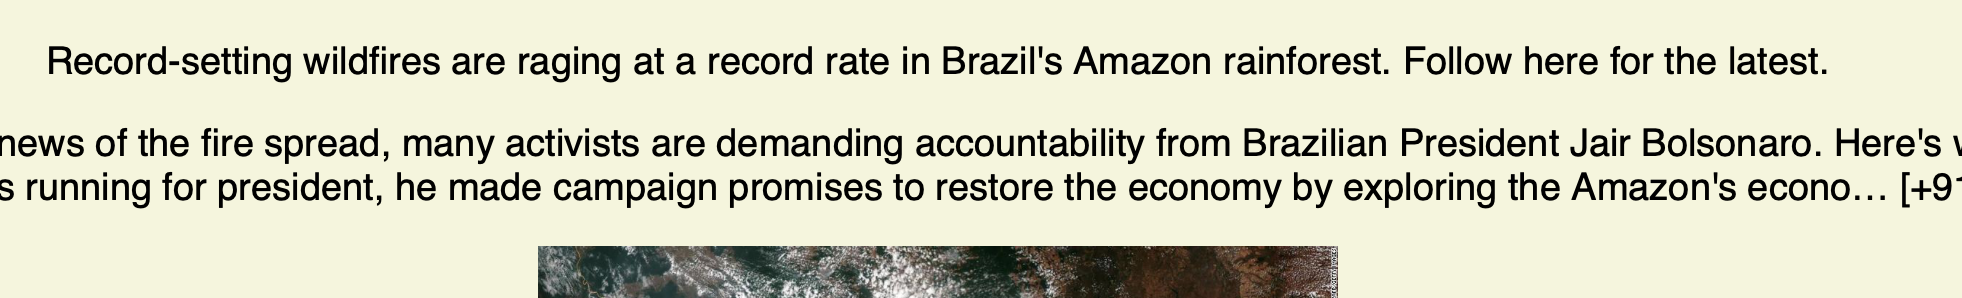 Record-setting wildfires are raging at a record rate in Brazil's Amazon rainforest. Follow here for the latest.
news of the fire spread, many activists are demanding accountability from Brazilian President Jair Bolsonaro. Here's
running for president, he made campaign promises to restore the economy by exploring the Amazon's econo… [+91